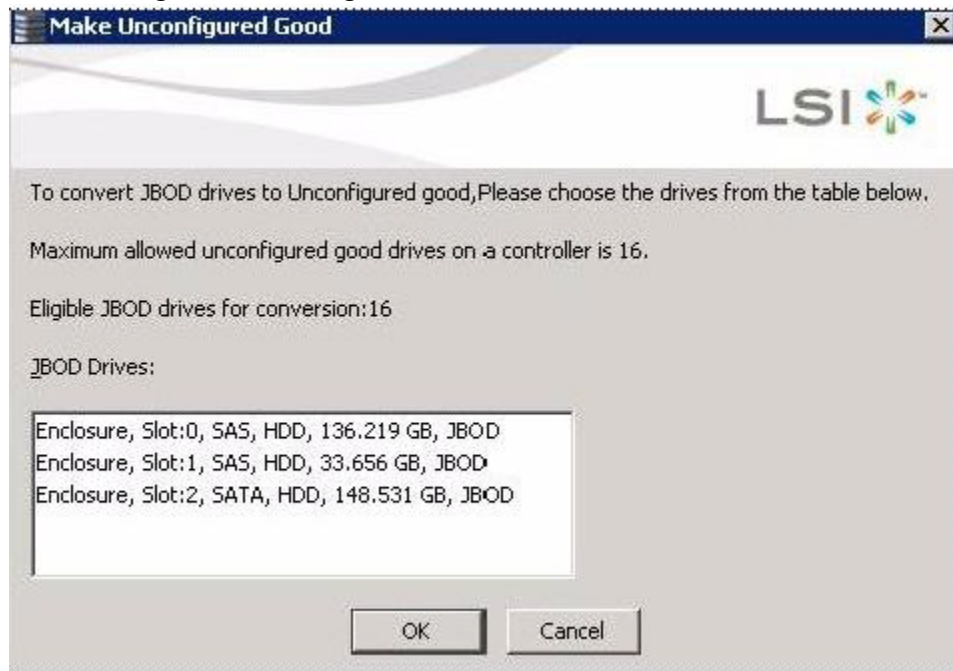 Make Unconfigured Good
LSI
To convert JBOD drives to Unconfigured good,Please choose the drives from the table below.
Maximum allowed unconfigured good drives on a controller is 16.
Eligible JBOD drives for conversion:16
JBOD Drives:
Enclosure, Slot:0, SAS, HDD, 136.219 GB, JBOD
Enclosure, Slot:1, SAS, HDD, 33.656 GB, JBOD
Enclosure, Slot:2, SATA, HDD, 148.531 GB, JBOD
OK Cancel